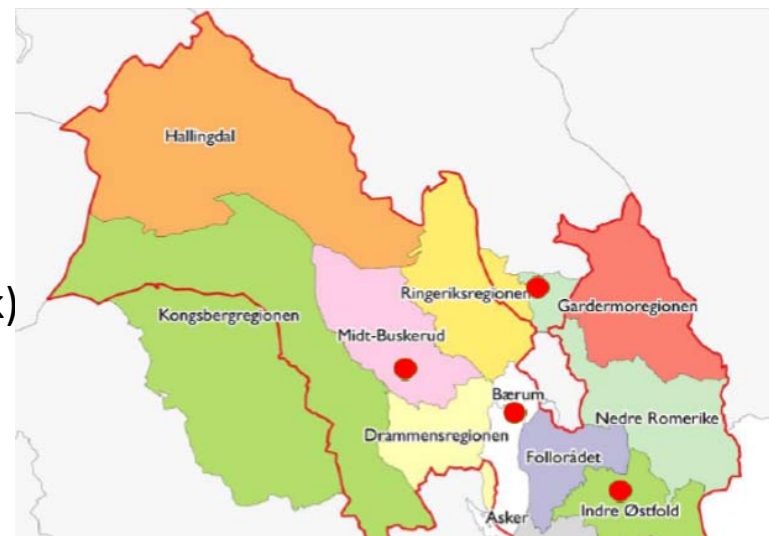 Hallingdal
k)
Ringeriksregionen
Gardermoregionen
Kongsbergregionen
Midt-Buskerud
Bærum
Nedre Romerike
Drammensregionen
Follorådet
Asker
Indre Østfold